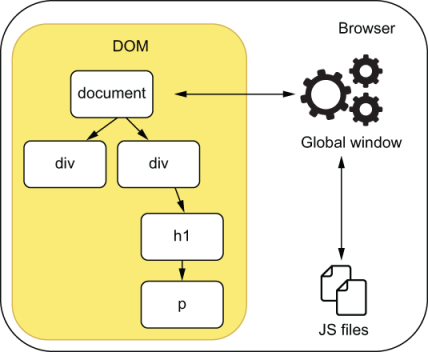 Browser
DOM
document
Global window
div
div
h1
p
JS files